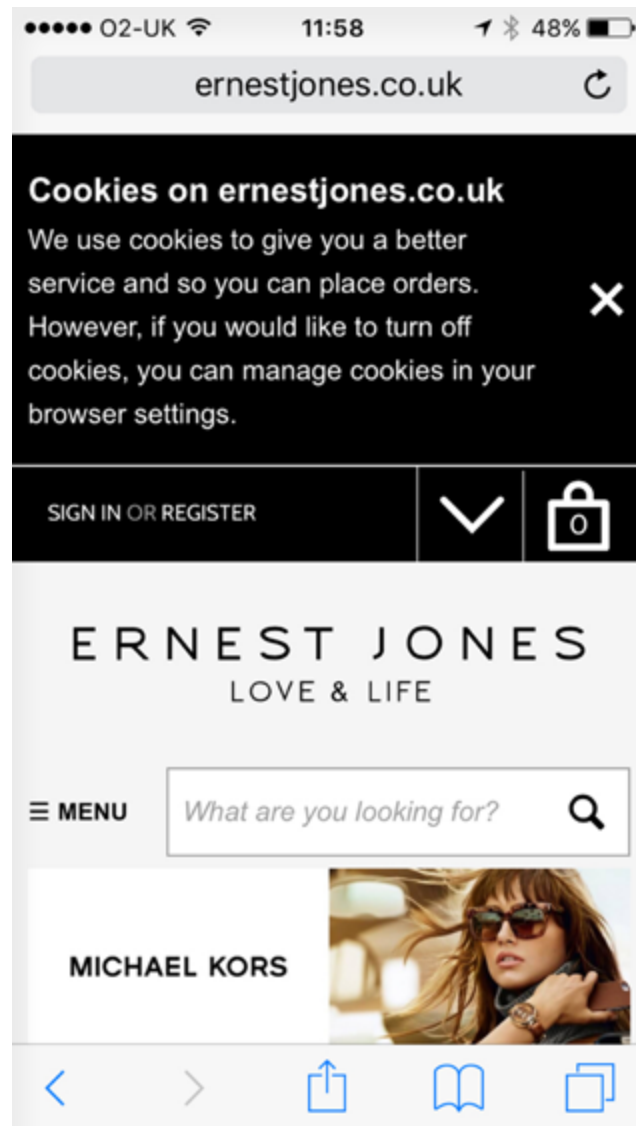 O2-UK 11:58 48%
ernestjones.co.uk
Cookies on ernestjones.co.uk
We use cookies to give you a better
service and so you can place orders.
However, if you would like to turn off
cookies, you can manage cookies in your
browser settings.
SIGN IN OR REGISTER 0
ERNEST JONES
LOVE & LIFE
MENU What are you looking for?
MICHAEL KORS